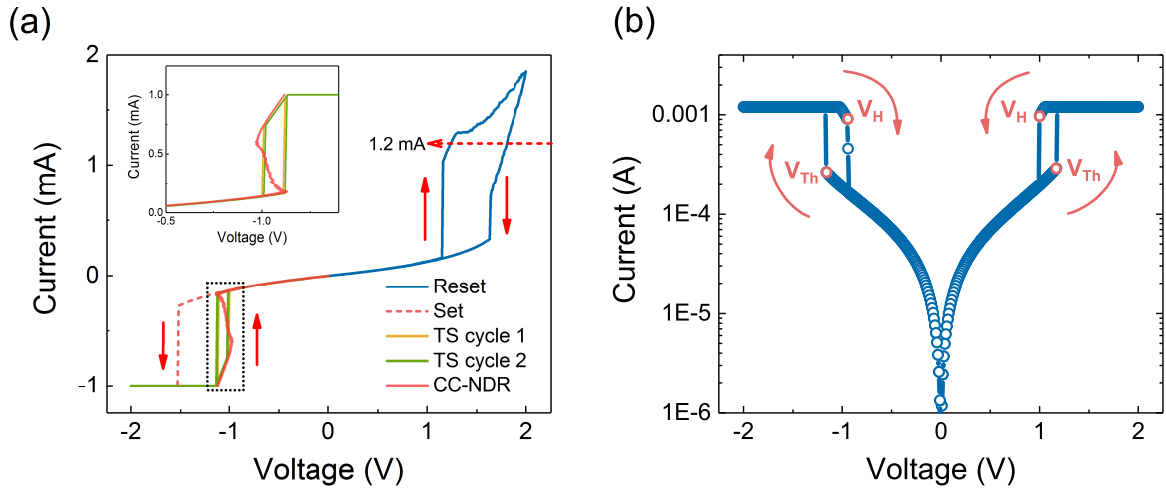 (a)
Current (mA)
2
1
0
-1
-2
-1
0
1
2
Voltage (V)
Current (mA)
1.0
0.5
0.0
-0.5
-1.0
Voltage (V)
1.2 mA
Reset
Set
TS cycle 1
TS cycle 2
CC-NDR
(b)
Current (A)
0.001
1E-4
1E-5
1E-6
-2
-1
0
1
2
Voltage (V)
V_H
V_H
V_Th
V_Th